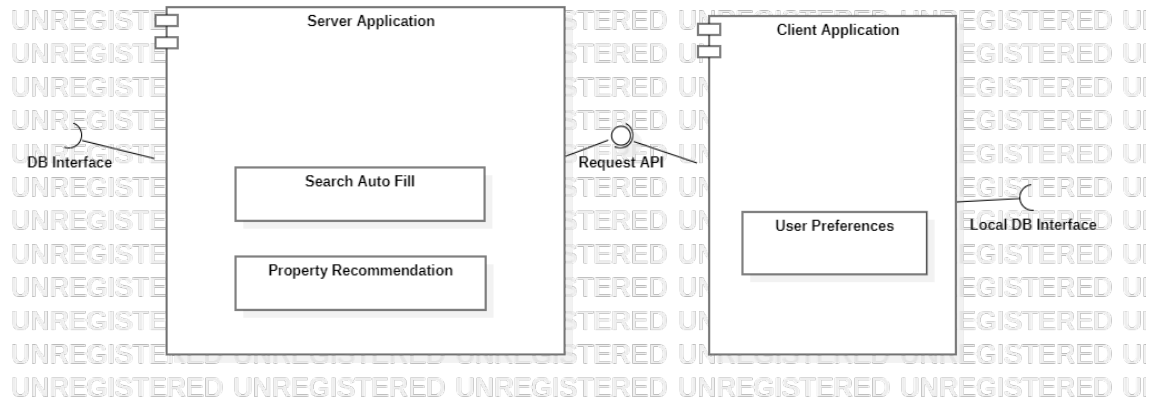 UNREGISTERED UNREGISTERED UNREGISTERED UNREGISTERED UNREGISTERED UI
Server Application
Client Application
DB Interface
Request API
Search Auto Fill
Property Recommendation
User Preferences
Local DB Interface